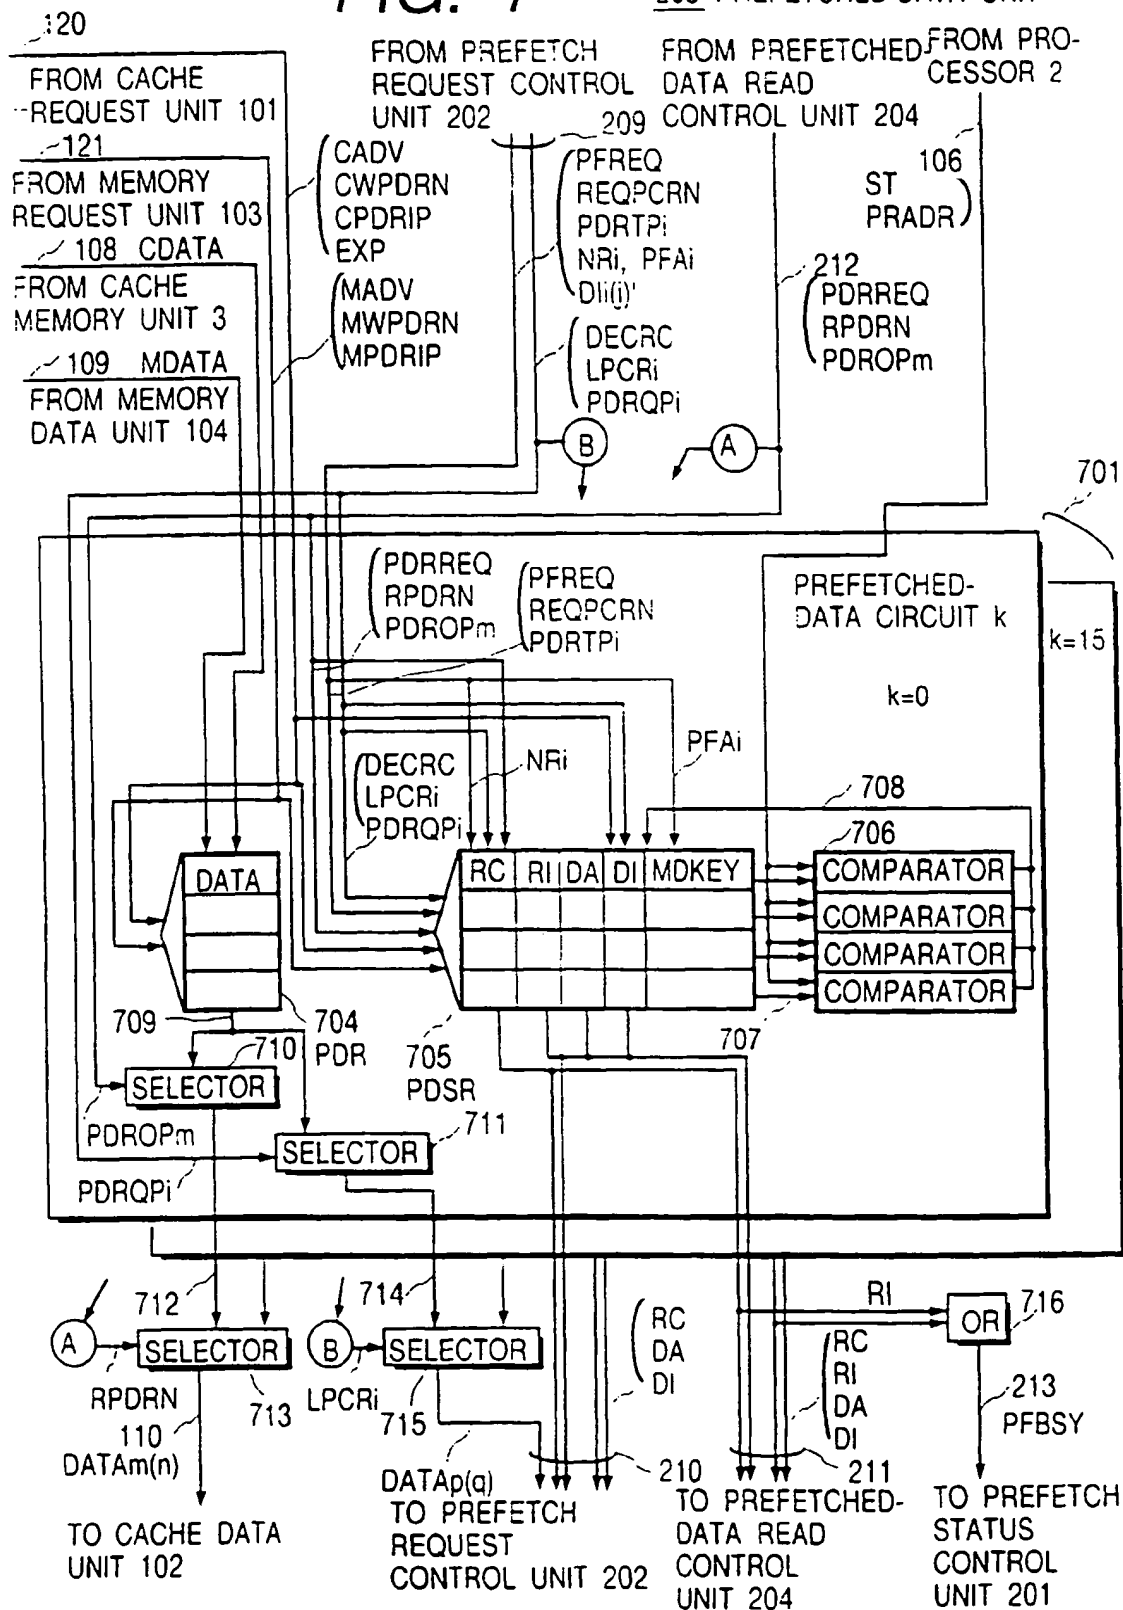 FIG. 7
120
FROM CACHE
REQUEST UNIT 101
121
FROM MEMORY
REQUEST UNIT 103
108 CDATA
FROM CACHE
MEMORY UNIT 3
109 MDATA
FROM MEMORY
DATA UNIT 104
CADV
CWPDRN
CPDRIP
EXP
MADV
MWPDRN
MPDRIP
FROM PREFETCH
REQUEST CONTROL
UNIT 202
209
PFREQ
REQPCRN
PDRTPi
NRi, PFAi
DIi(i)'
DECRC
LPCRi
PDRQPi
B
FROM PREFETCHED-
DATA READ
CONTROL UNIT 204
212
PDRREQ
RPDRN
PDROPm
A
FROM PRO-
CESSOR 2
106
ST
PRADR
701
PREFETCHED-
DATA CIRCUIT k
k=0
k=15
PDRREQ
RPDRN
PDROPm
PFREQ
REQPCRN
PDRTPi
DECRC
LPCRi
PDRQPi
NRi
PFAi
708
706
DATA
RC RI DA DI MDKEY
COMPARATOR
COMPARATOR
COMPARATOR
COMPARATOR
707
709
704
PDR
705
PDSR
710
SELECTOR
PDROPm
711
SELECTOR
PDRQPi
712
714
A
SELECTOR
RPDRN
713
B
SELECTOR
LPCRi
715
RC
DA
DI
RI
OR
716
RC
RI
DA
DI
213
PFBSY
110
DATAm(n)
TO CACHE DATA
UNIT 102
DATAp(q)
210
TO PREFETCH
REQUEST
CONTROL UNIT 202
211
TO PREFETCHED-
DATA READ
CONTROL
UNIT 204
TO PREFETCH
STATUS
CONTROL
UNIT 201